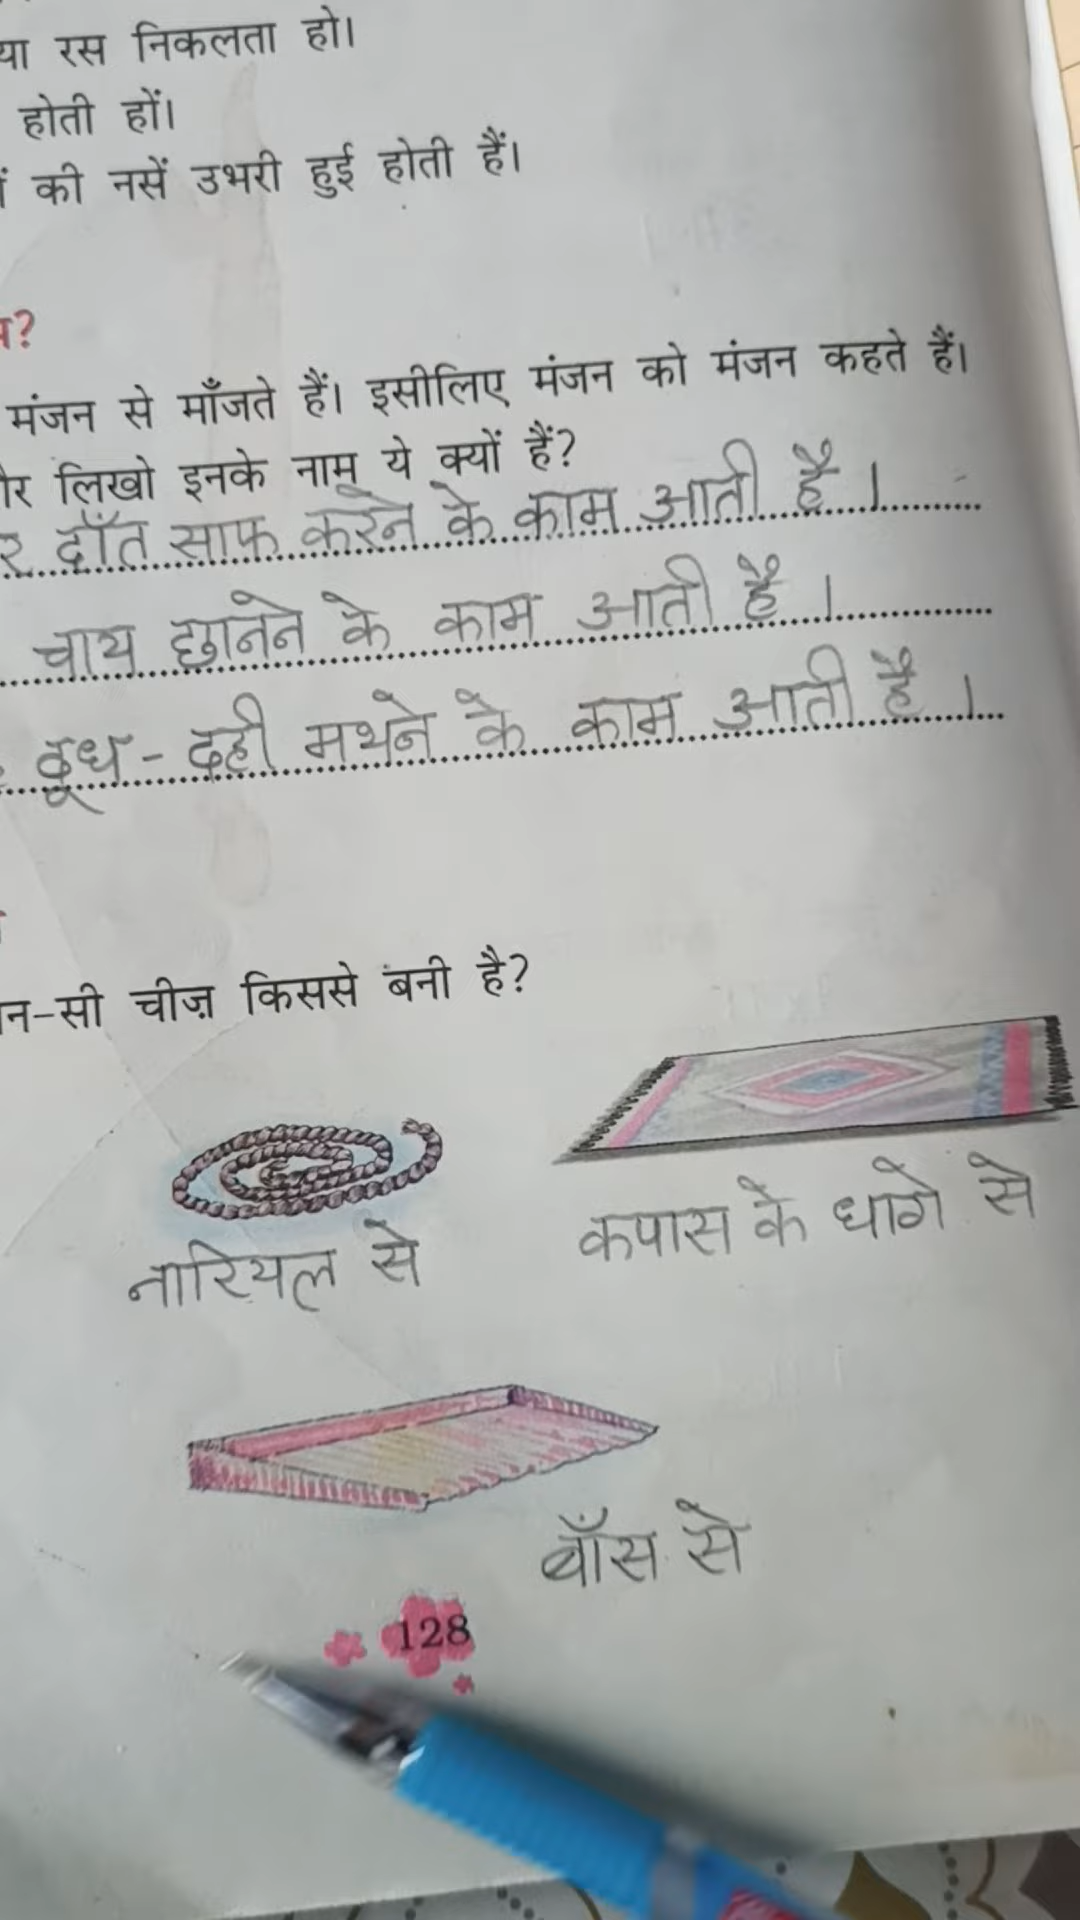 या रस निकलता हो।
होती हों।
की नसें उभरी हुई होती हैं।
मंजन से माँजते हैं। इसीलिए मंजन को मंजन कहते हैं।
लिखो इनके नाम ये क्यों हैं?
दाँत साफ करने के काम आती है।
चाय छानने के काम आती है।
दूध - दही मथने के काम आती है।
न-सी चीज़ किससे बनी है?
नारियल से
कपास के धागे से
बाँस से
128